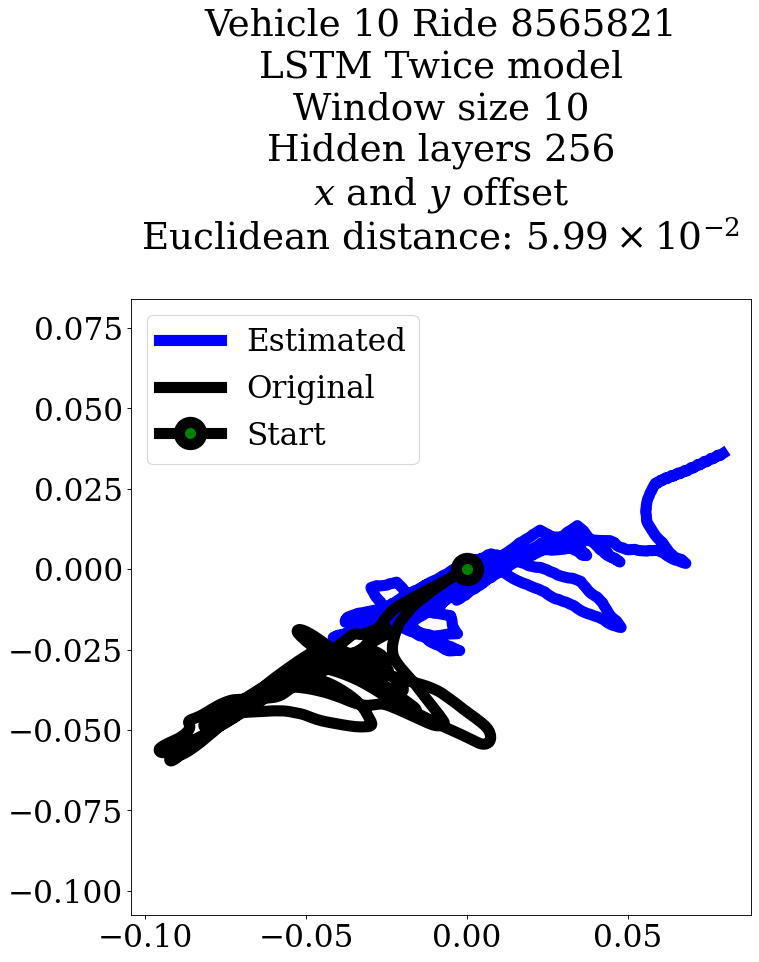 Vehicle 10 Ride 8565821
LSTM Twice model
Window size 10
Hidden layers 256
x and y offset
Euclidean distance: 5.99 × 10⁻²
Estimated
Original
Start
0.075
0.050
0.025
0.000
−0.025
−0.050
−0.075
−0.100
−0.10 −0.05 0.00 0.05